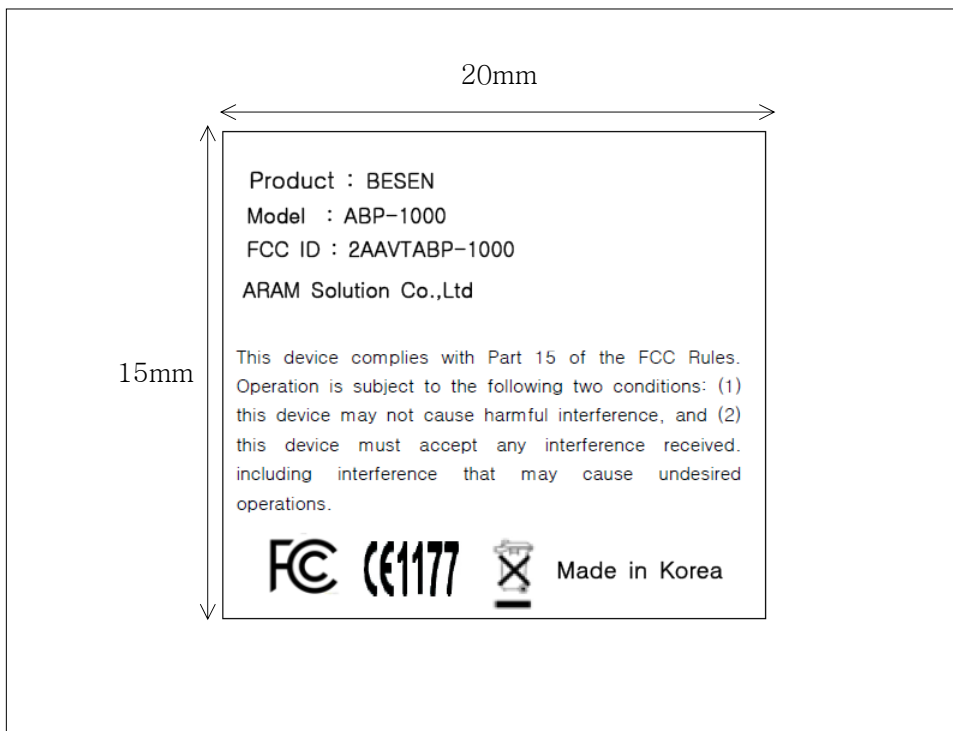 20mm
15mm
Product : BESEN
Model : ABP-1000
FCC ID : 2AAVTABP-1000
ARAM Solution Co.,Ltd
This device complies with Part 15 of the FCC Rules.
Operation is subject to the following two conditions: (1)
this device may not cause harmful interference, and (2)
this device must accept any interference received.
including interference that may cause undesired
operations.
FC CE1177 Made in Korea